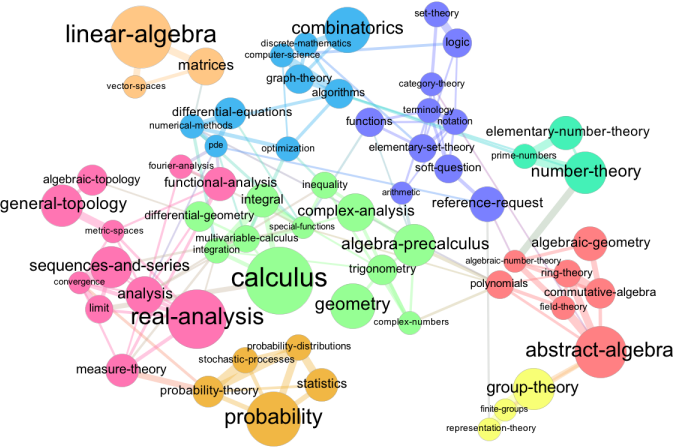 set-theory
linear-algebra
combinatorics
discrete-mathematics
logic
computer-science
matrices
graph-theory
category-theory
vector-spaces
algorithms
differential-equations
terminology
numerical-methods
functions
notation
elementary-number-theory
pde
optimization
elementary-set-theory
prime-numbers
fourier-analysis
soft-question
number-theory
algebraic-topology
functional-analysis
inequality
arithmetic
general-topology
integral
reference-request
differential-geometry
complex-analysis
metric-spaces
special-functions
multivariable-calculus
algebra-precalculus
algebraic-geometry
integration
algebraic-number-theory
sequences-and-series
trigonometry
ring-theory
convergence
calculus
polynomials
commutative-algebra
analysis
limit
geometry
field-theory
real-analysis
complex-numbers
probability-distributions
abstract-algebra
stochastic-processes
measure-theory
statistics
probability-theory
group-theory
finite-groups
probability
representation-theory